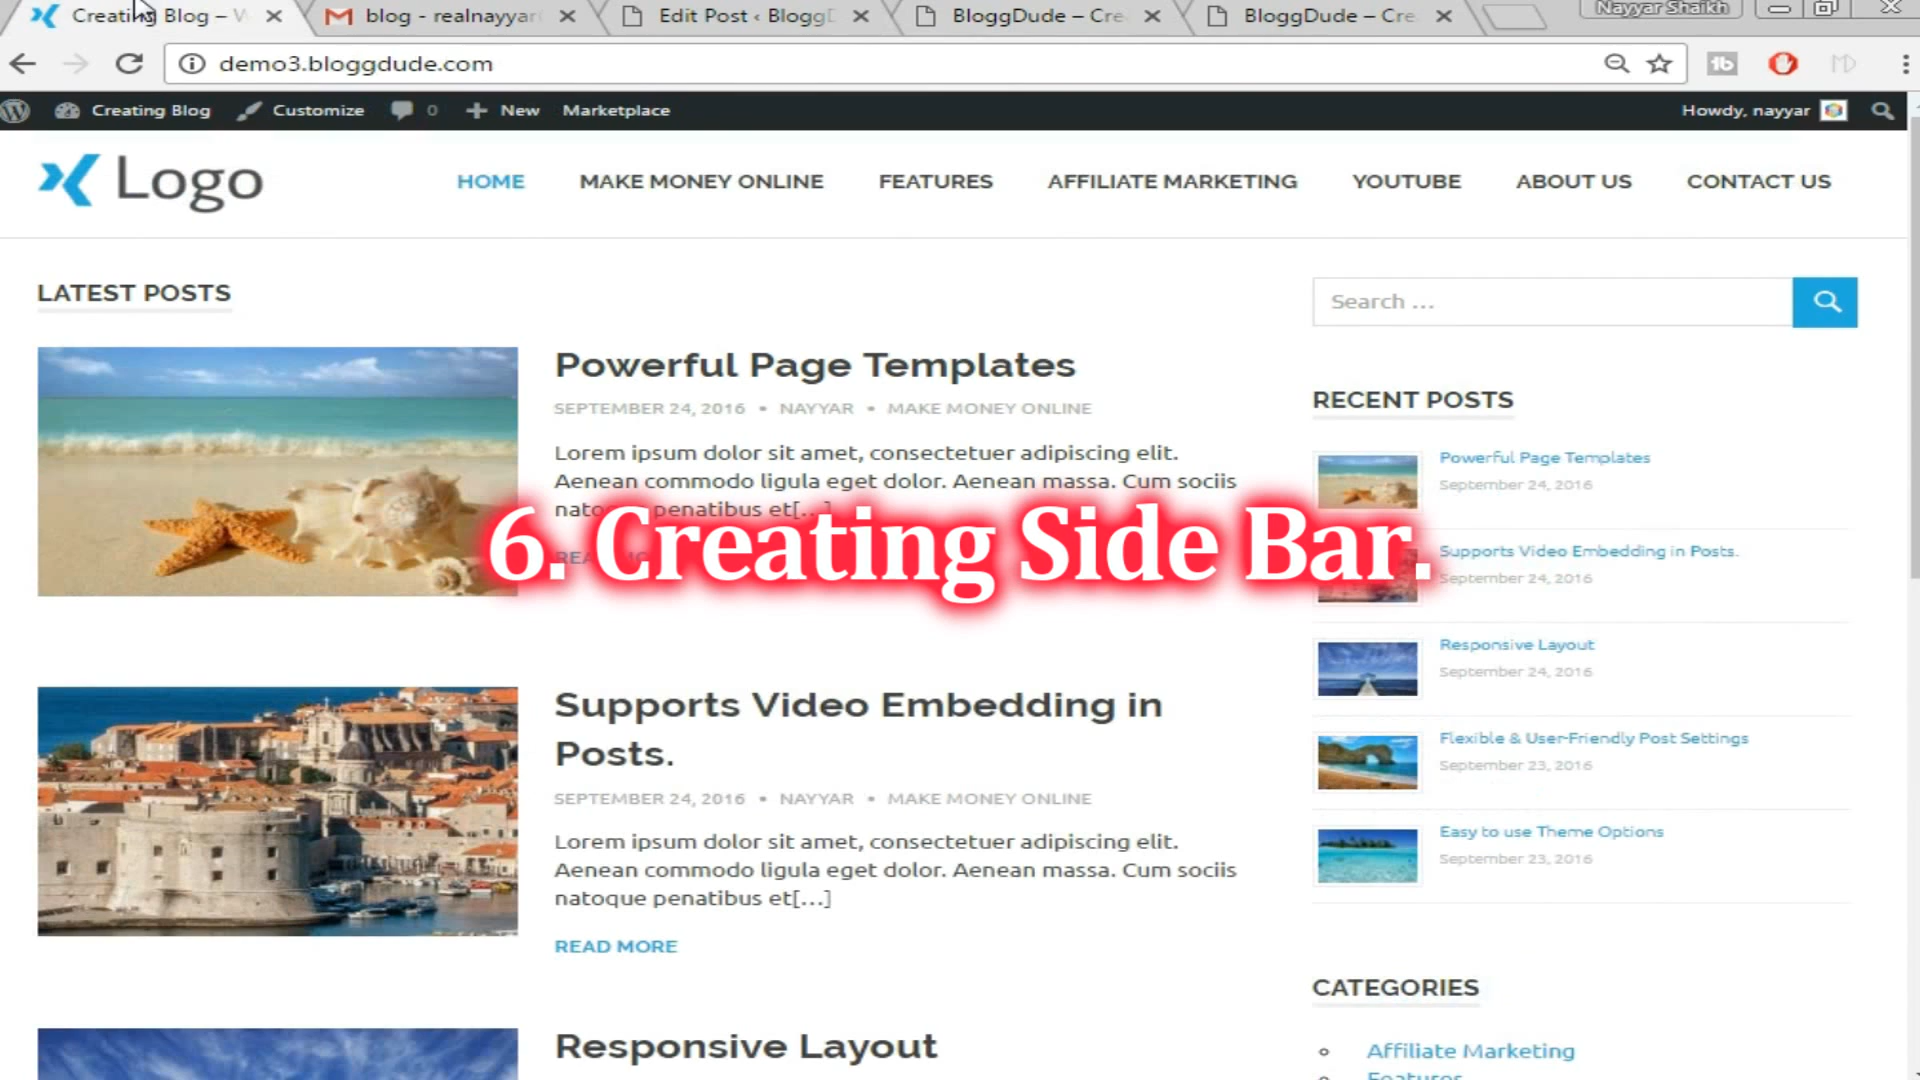 Creating Blog – W
blog - realnayyar
Edit Post ‹ BloggD
BloggDude – Cre
BloggDude – Cre
Nayyar Shaikh
demo3.bloggdude.com
Creating Blog
Customize
0
New
Marketplace
Howdy, nayyar
Logo
HOME
MAKE MONEY ONLINE
FEATURES
AFFILIATE MARKETING
YOUTUBE
ABOUT US
CONTACT US
LATEST POSTS
Powerful Page Templates
SEPTEMBER 24, 2016 • NAYYAR • MAKE MONEY ONLINE
Lorem ipsum dolor sit amet, consectetuer adipiscing elit.
Aenean commodo ligula eget dolor. Aenean massa. Cum sociis
natoque penatibus et[...]
6. Creating Side Bar.
Supports Video Embedding in
Posts.
SEPTEMBER 24, 2016 • NAYYAR • MAKE MONEY ONLINE
Lorem ipsum dolor sit amet, consectetuer adipiscing elit.
Aenean commodo ligula eget dolor. Aenean massa. Cum sociis
natoque penatibus et[...]
READ MORE
Responsive Layout
Search ...
RECENT POSTS
Powerful Page Templates
September 24, 2016
Supports Video Embedding in Posts.
September 24, 2016
Responsive Layout
September 24, 2016
Flexible & User-Friendly Post Settings
September 23, 2016
Easy to use Theme Options
September 23, 2016
CATEGORIES
Affiliate Marketing
Features